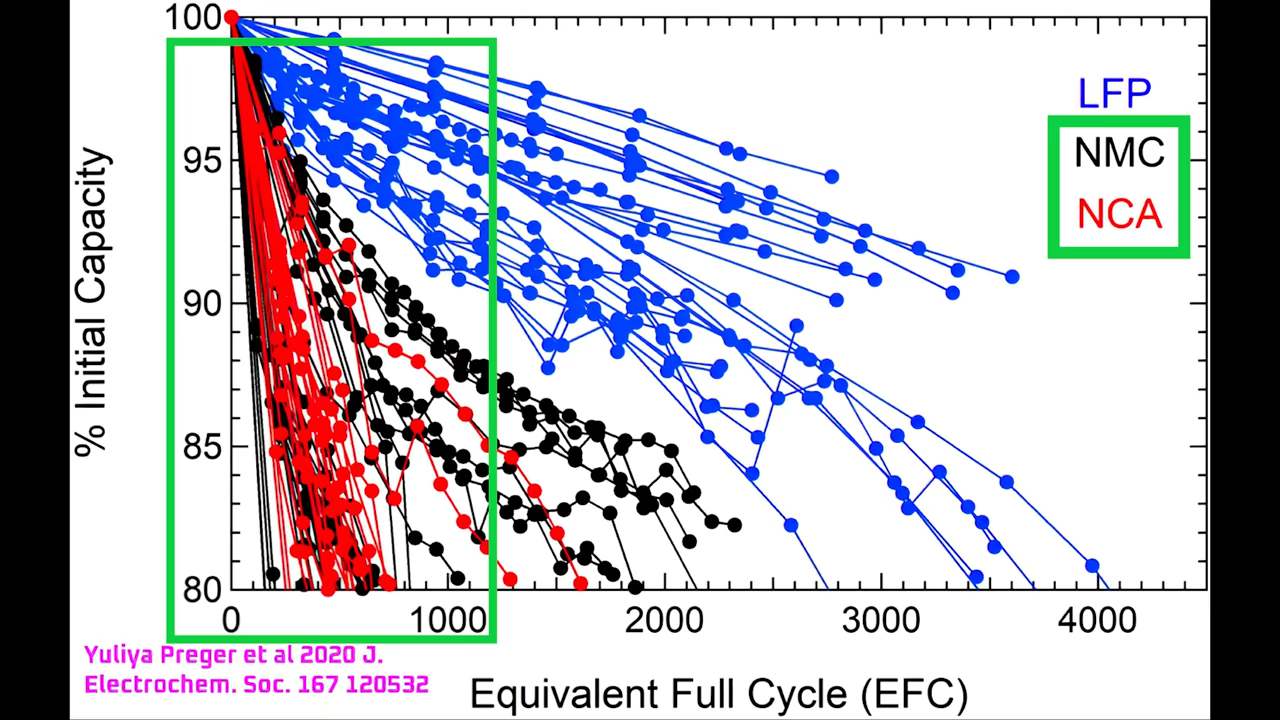 100
95
90
85
80
% Initial Capacity
LFP
NMC
NCA
0 1000 2000 3000 4000
Equivalent Full Cycle (EFC)
Yuliya Preger et al 2020 J.
Electrochem. Soc. 167 120532